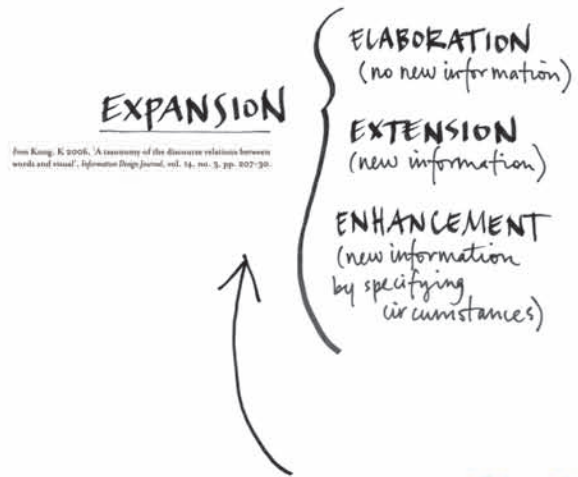 EXPANSION
from Kong, K 2006, 'A taxonomy of the discourse relations between
words and visual', Information Design Journal, vol. 14, no. 3, pp. 207-30.
ELABORATION
(no new information)
EXTENSION
(new information)
ENHANCEMENT
(new information
by specifying
circumstances)